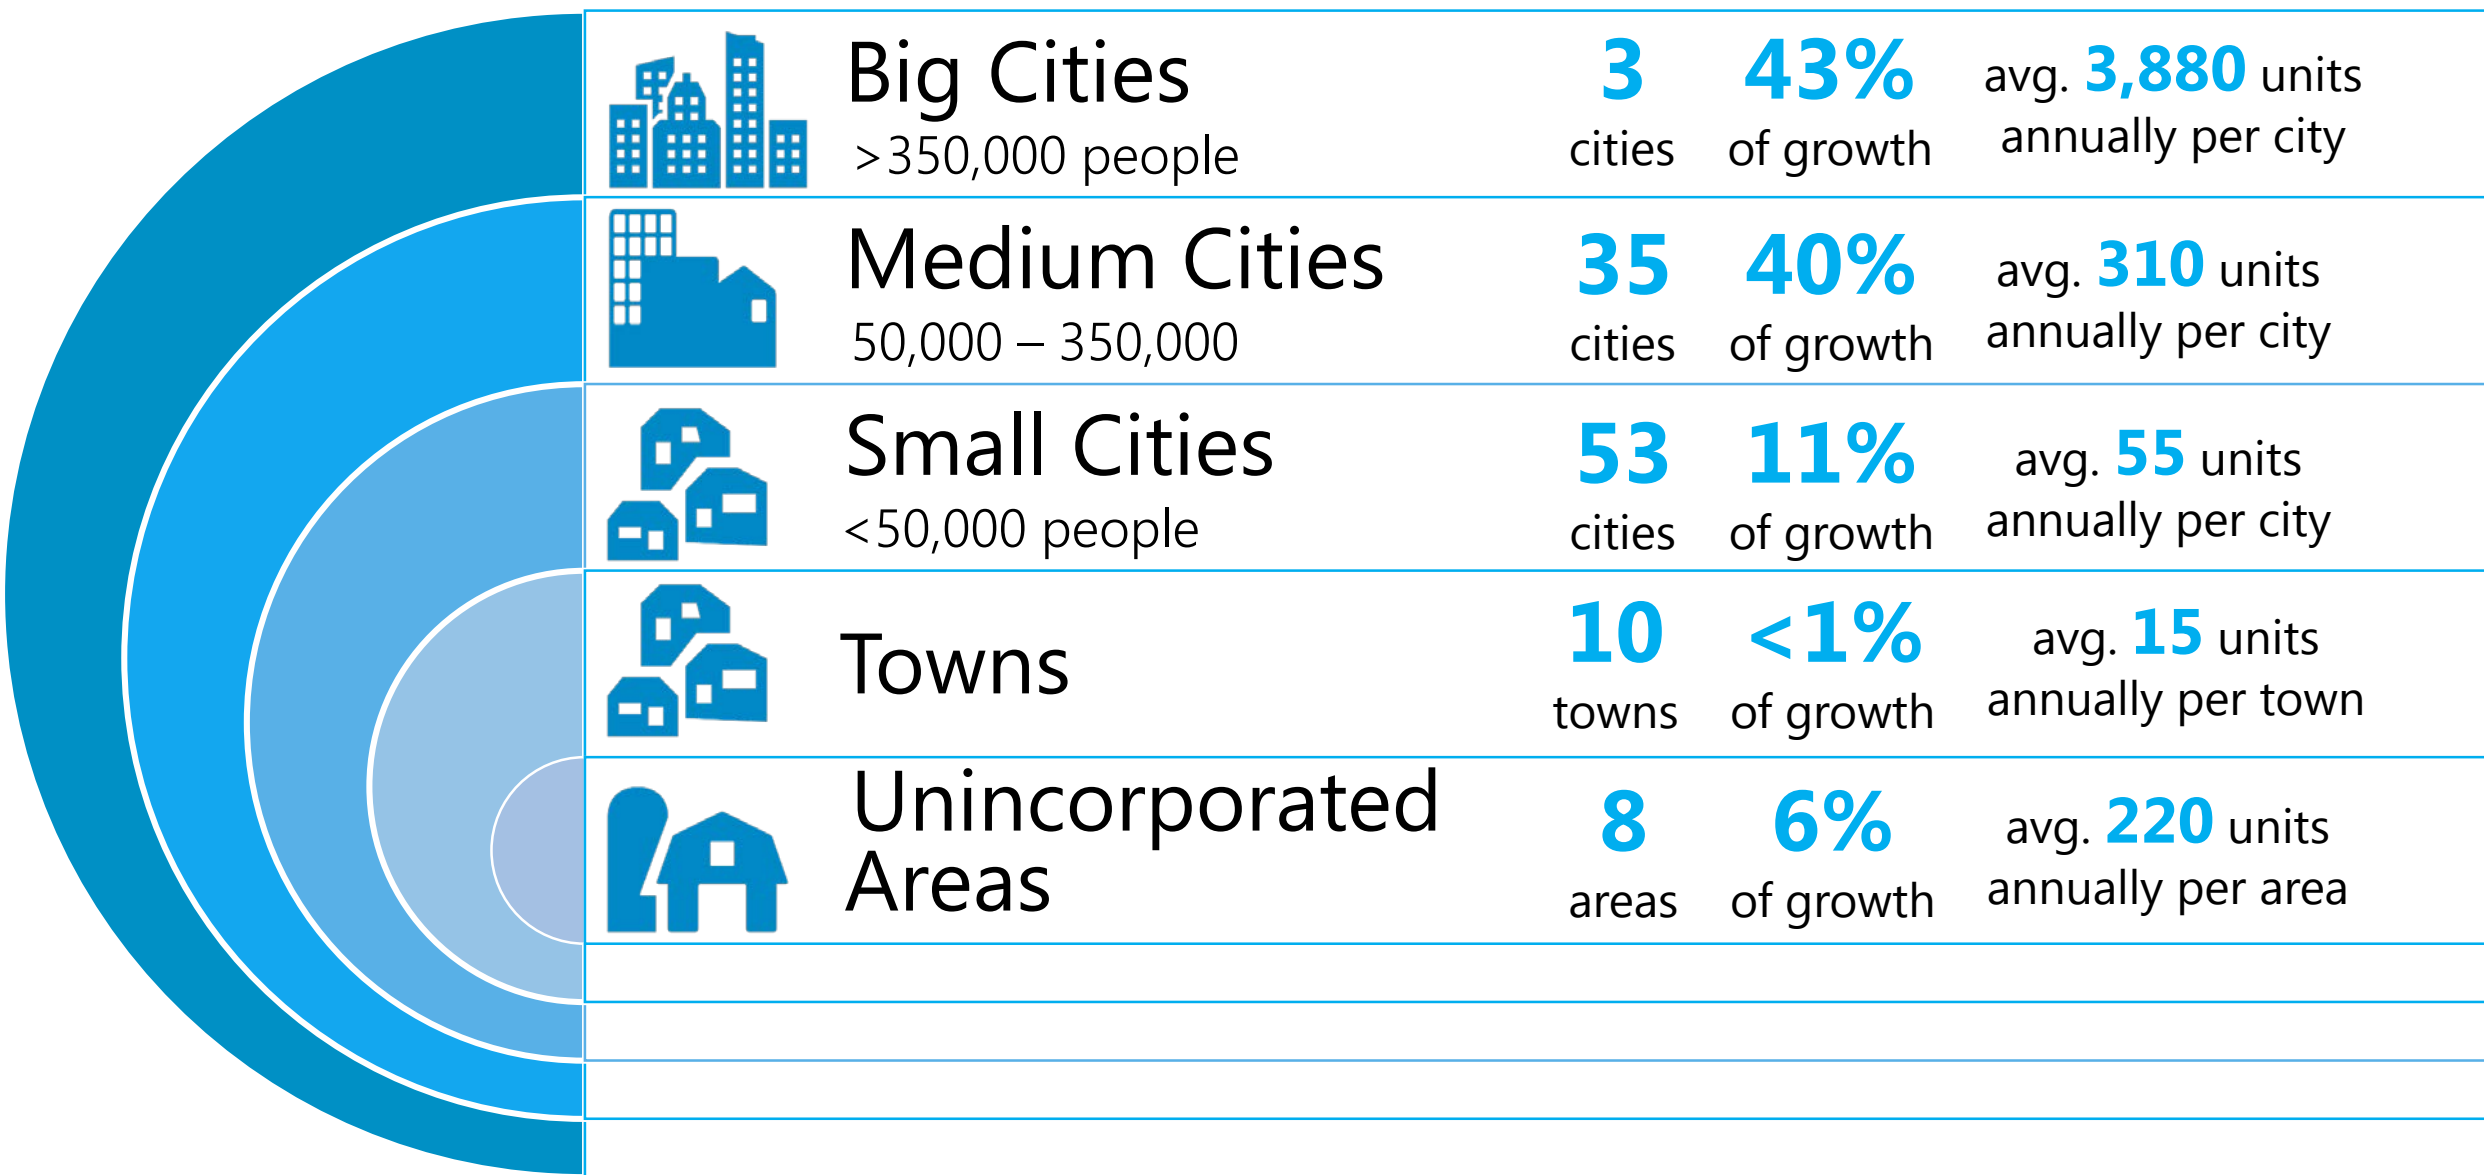 Big Cities
>350,000 people
3
cities
43%
of growth
avg. 3,880 units
annually per city
Medium Cities
50,000 – 350,000
35
cities
40%
of growth
avg. 310 units
annually per city
Small Cities
<50,000 people
53
cities
11%
of growth
avg. 55 units
annually per city
Towns
10
towns
<1%
of growth
avg. 15 units
annually per town
Unincorporated
Areas
8
areas
6%
of growth
avg. 220 units
annually per area